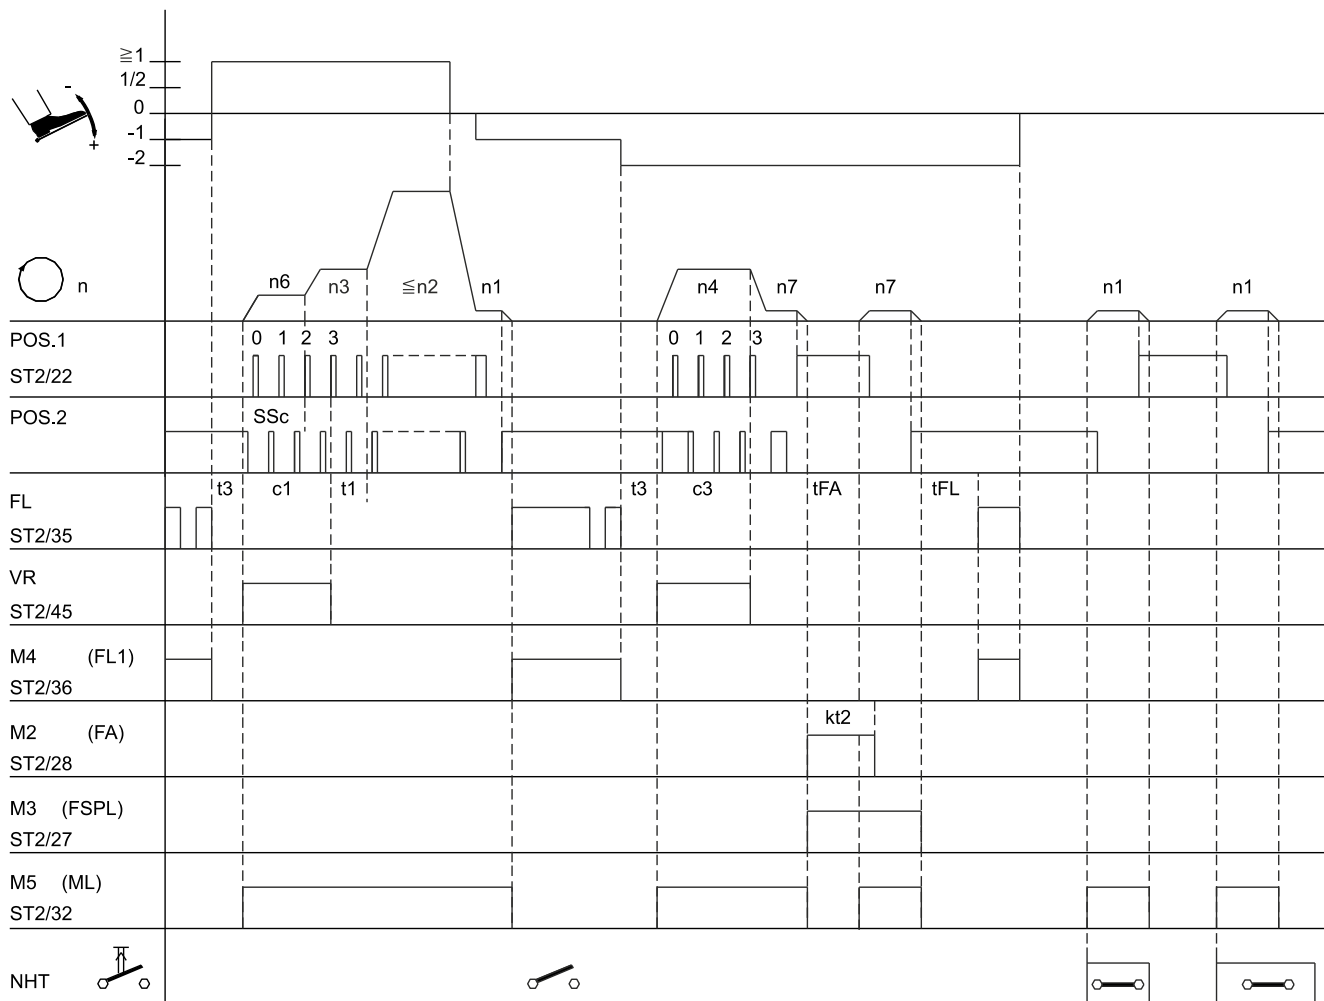 ≧1
1/2
0
-1
-2
-
+
n
n6
n3
≦n2
n1
n4
n7
n7
n1
n1
POS.1
0 1 2 3
0 1 2 3
ST2/22
POS.2
SSc
t3 c1 t1
t3 c3 tFA tFL
FL
ST2/35
VR
ST2/45
M4 (FL1)
ST2/36
kt2
M2 (FA)
ST2/28
M3 (FSPL)
ST2/27
M5 (ML)
ST2/32
NHT